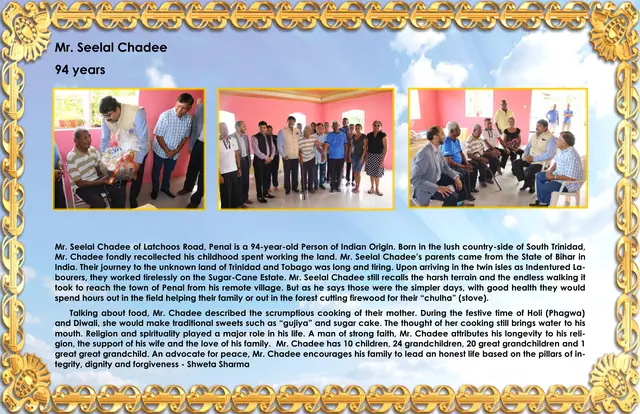 Mr. Seelal Chadee
94 years
Mr. Seelal Chadee of Latchoos Road, Penal is a 94-year-old Person of Indian Origin. Born in the lush country-side of South Trinidad,
Mr. Chadee fondly recollected his childhood spent working the land. Mr. Seelal Chadee's parents came from the State of Bihar in
India. Their journey to the unknown land of Trinidad and Tobago was long and tiring. Upon arriving in the twin isles as Indentured La-
bourers, they worked tirelessly on the Sugar-Cane Estate. Mr. Seelal Chadee still recalls the harsh terrain and the endless walking it
took to reach the town of Penal from his remote village. But as he says those were the simpler days, with good health they would
spend hours out in the field helping their family or out in the forest cutting firewood for their “chulha” (stove).
Talking about food, Mr. Chadee described the scrumptious cooking of their mother. During the festive time of Holi (Phagwa)
and Diwali, she would make traditional sweets such as “gujiya” and sugar cake. The thought of her cooking still brings water to his
mouth. Religion and spirituality played a major role in his life. A man of strong faith, Mr. Chadee attributes his longevity to his reli-
gion, the support of his wife and the love of his family. Mr. Chadee has 10 children, 24 grandchildren, 20 great grandchildren and 1
great great grandchild. An advocate for peace, Mr. Chadee encourages his family to lead an honest life based on the pillars of in-
tegrity, dignity and forgiveness - Shweta Sharma